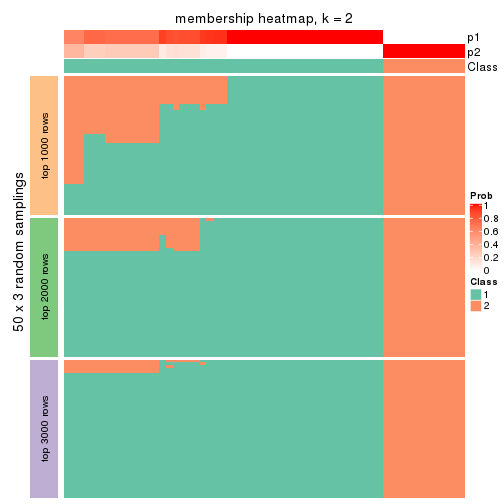 membership heatmap, k = 2
p1
p2
Class
50 x 3 random samplings
top 1000 rows
top 2000 rows
top 3000 rows
Prob
1
0.8
0.6
0.4
0.2
0
Class
1
2